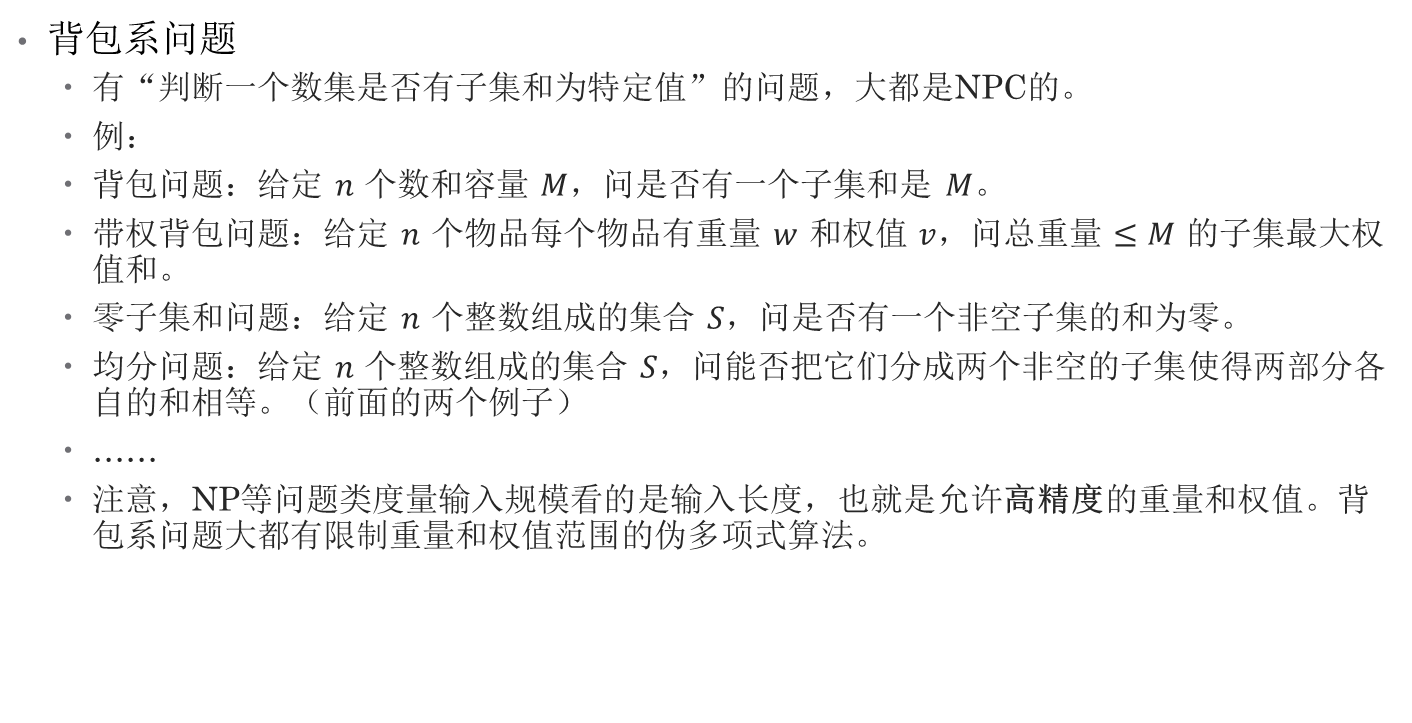 • 背包系问题
• 有“判断一个数集是否有子集和为特定值”的问题，大都是NPC的。
• 例：
• 背包问题：给定 n 个数和容量 M，问是否有一个子集和是 M。
• 带权背包问题：给定 n 个物品每个物品有重量 w 和权值 v，问总重量 ≤ M 的子集最大权
值和。
• 零子集和问题：给定 n 个整数组成的集合 S，问是否有一个非空子集的和为零。
• 均分问题：给定 n 个整数组成的集合 S，问能否把它们分成两个非空的子集使得两部分各
自的和相等。（前面的两个例子）
• ……
• 注意，NP等问题类度量输入规模看的是输入长度，也就是允许高精度的重量和权值。背
包系问题大都有限制重量和权值范围的伪多项式算法。